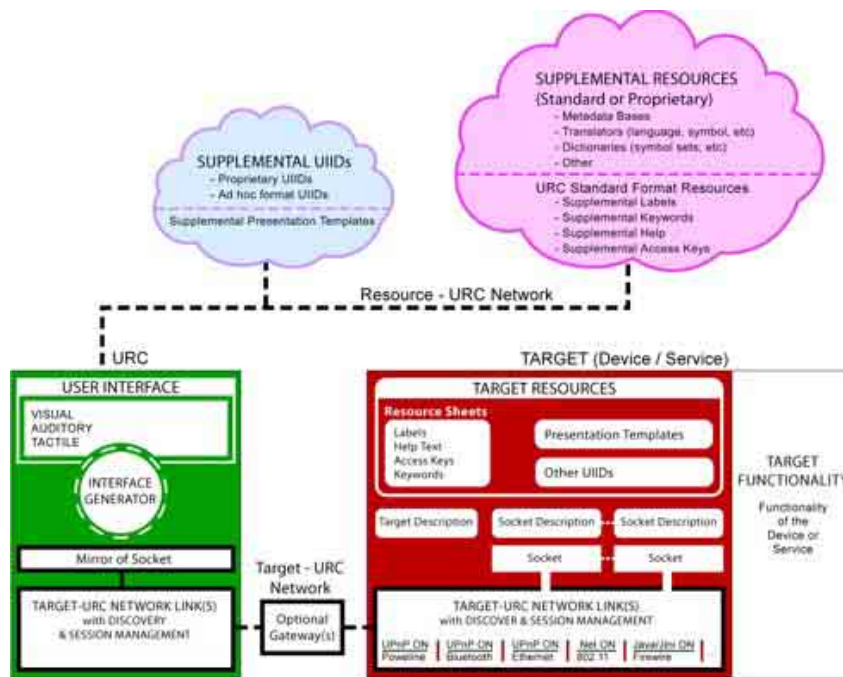 SUPPLEMENTAL RESOURCES
(Standard or Proprietary)
- Metedata Bases
- Translators (language, symbol, etc)
- Dictionaries (symbol sets, etc)
- Other
URC Standard Format Resources
- Supplemental Labels
- Supplemental Keywords
- Supplemental Help
- Supplemental Access Keys
SUPPLEMENTAL UIIDs
- Proprietary UIIDs
- Ad hoc format UIIDs
Supplemental Presentation Templates
Resource - URC Network
URC
USER INTERFACE
VISUAL
AUDITORY
TACTILE
INTERFACE
GENERATOR
Mirror of Socket
TARGET-URC NETWORK LINK(S)
with DISCOVERY
& SESSION MANAGEMENT
Target - URC
Network
Optional
Gateway(s)
TARGET (Device / Service)
TARGET RESOURCES
Resource Sheets
Labels
Help Text
Access Keys
Keywords
Presentation Templates
Other UIIDs
Target Description
Socket Description
Socket Description
Socket
Socket
TARGET-URC NETWORK LINK(S)
with DISCOVER & SESSION MANAGEMENT
UPnP ON
Poweline
UPnP ON
Bluetooth
UPnP ON
Ethernet
.Net ON
802.11
Java/Jini ON
Firewire
TARGET
FUNCTIONALITY
Functionality
of the
Device or
Service